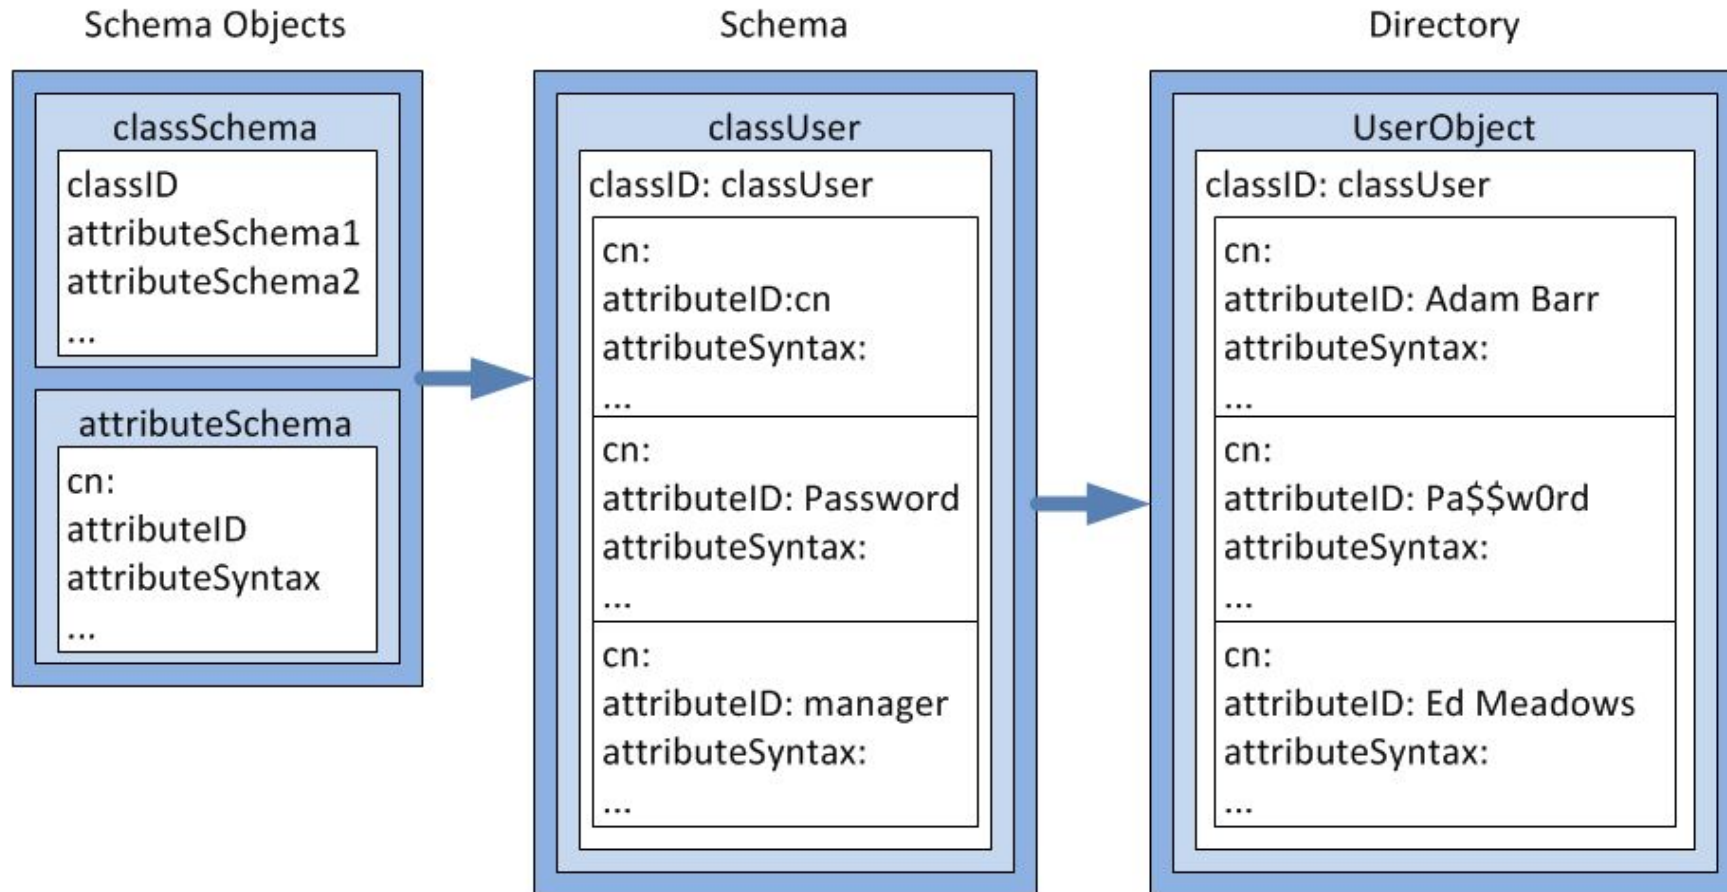 Schema Objects
classSchema
classID
attributeSchema1
attributeSchema2
...
attributeSchema
cn:
attributeID
attributeSyntax
...
Schema
classUser
classID: classUser
cn:
attributeID:cn
attributeSyntax:
...
cn:
attributeID: Password
attributeSyntax:
...
cn:
attributeID: manager
attributeSyntax:
...
Directory
UserObject
classID: classUser
cn:
attributeID: Adam Barr
attributeSyntax:
...
cn:
attributeID: Pa$$w0rd
attributeSyntax:
...
cn:
attributeID: Ed Meadows
attributeSyntax:
...